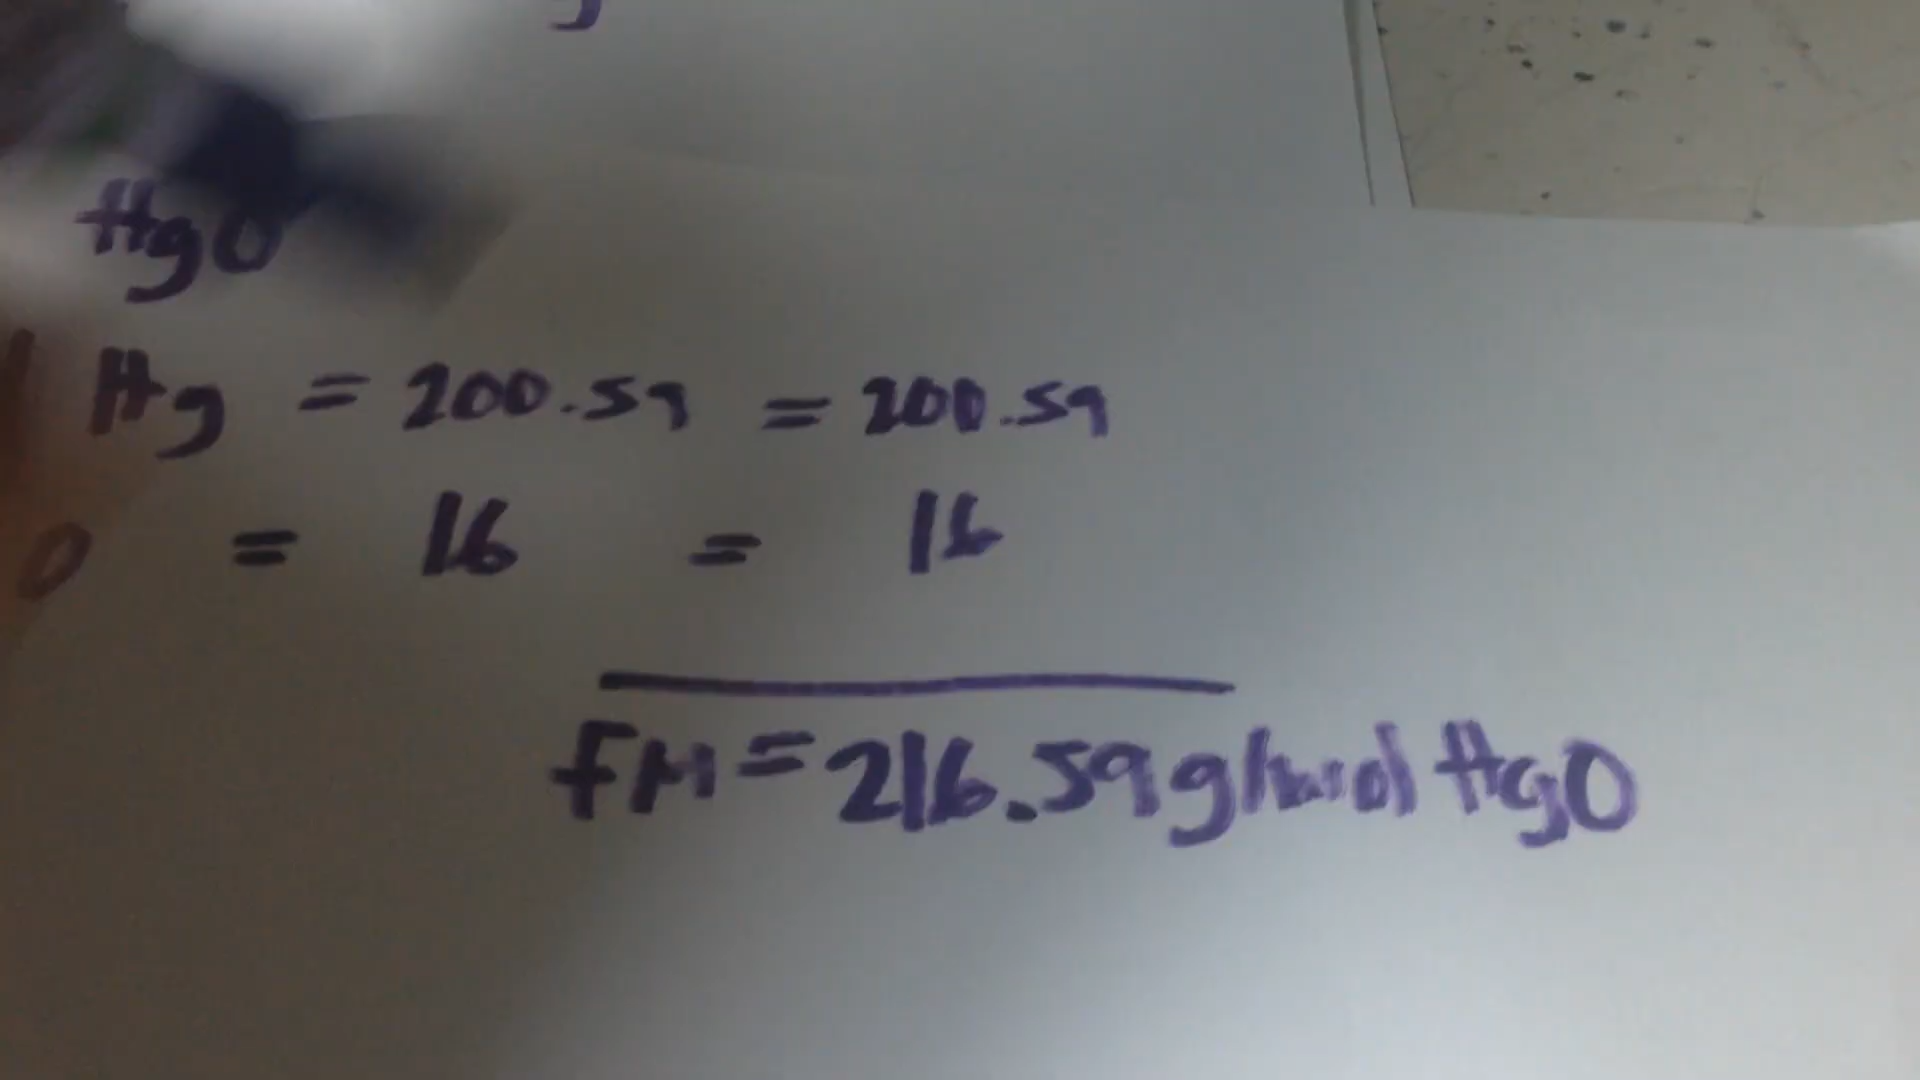 HgO
Hg = 200.59 = 200.59
O = 16 = 16
FM = 216.59 g/mol HgO